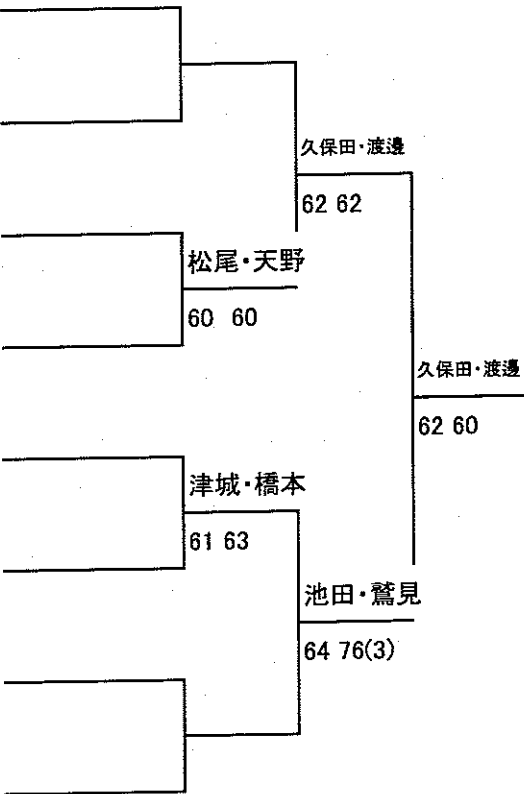 久保田・渡邊
62 62
松尾・天野
60 60
久保田・渡邊
62 60
津城・橋本
61 63
池田・鷲見
64 76(3)